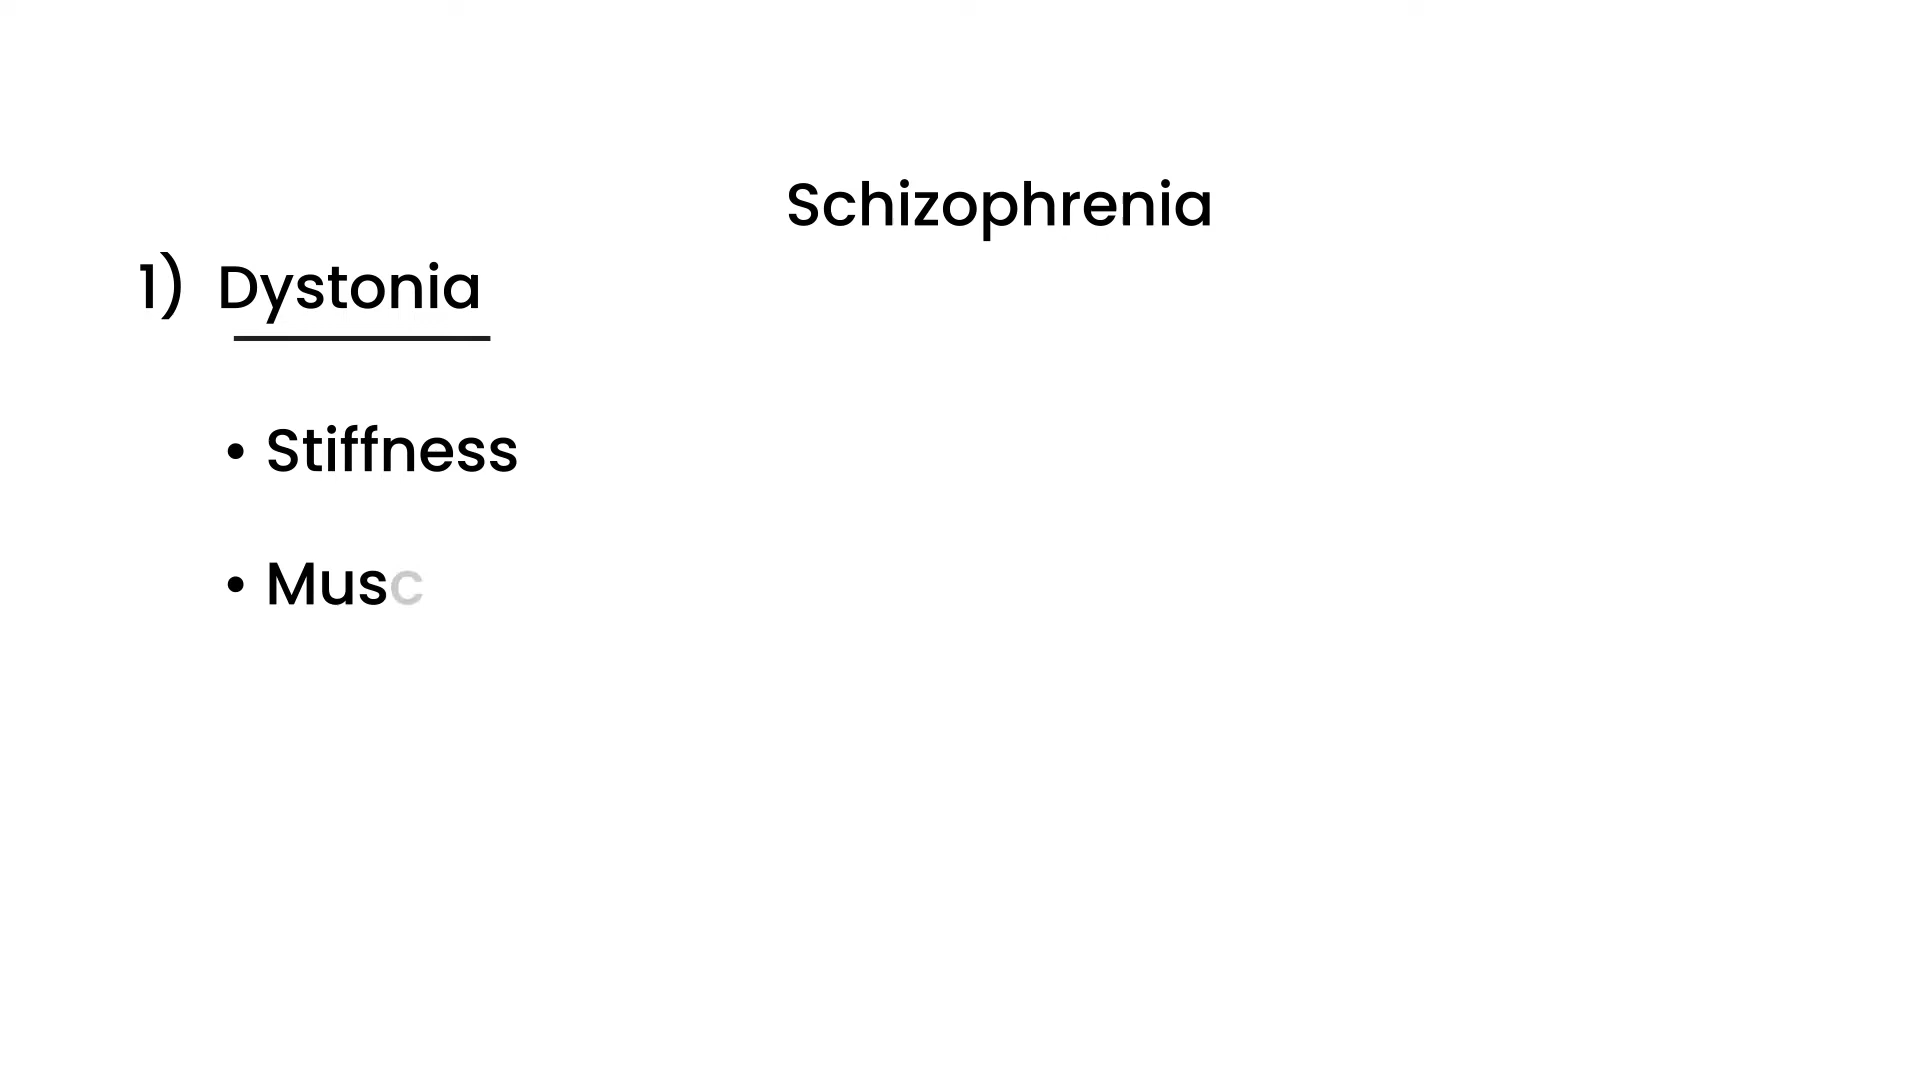 Schizophrenia
1) Dystonia
• Stiffness
• Musc